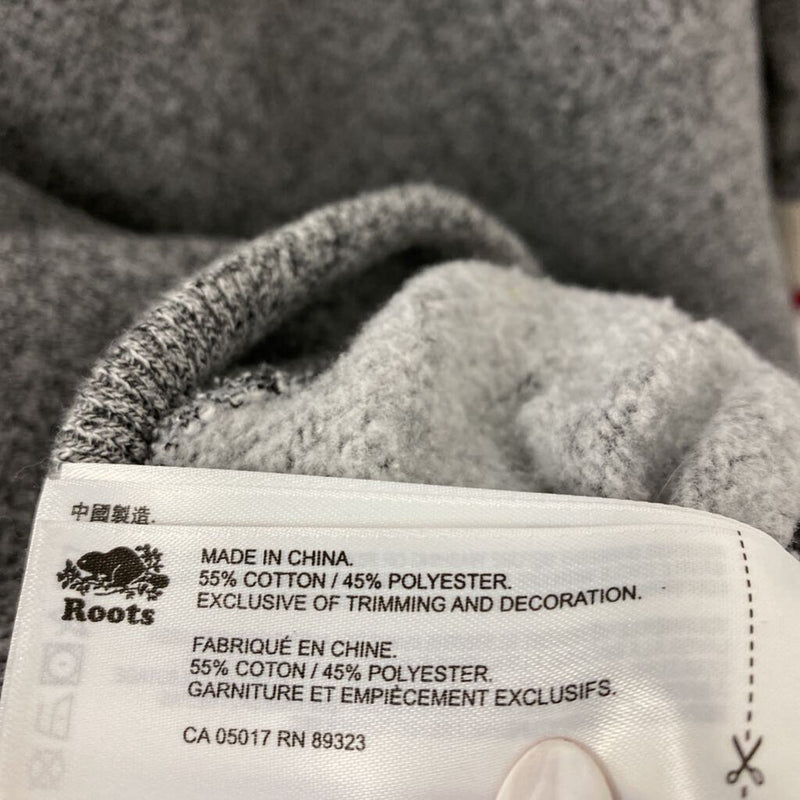 中國製造.
Roots
MADE IN CHINA.
55% COTTON / 45% POLYESTER.
EXCLUSIVE OF TRIMMING AND DECORATION.
FABRIQUÉ EN CHINE.
55% COTON / 45% POLYESTER.
GARNITURE ET EMPIÈCEMENT EXCLUSIFS.
CA 05017 RN 89323